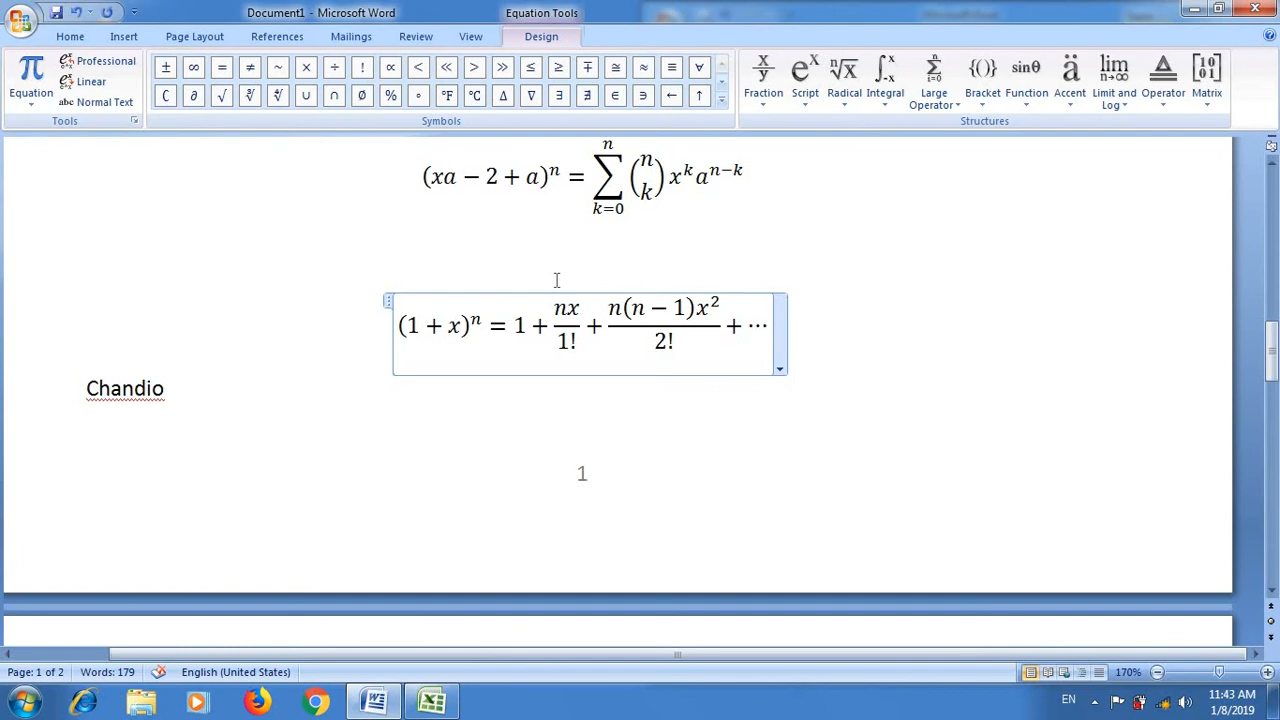 Document1 - Microsoft Word
Equation Tools
Home Insert Page Layout References Mailings Review View Design
π Equation
Professional
Linear
abc Normal Text
Tools
± ∞ = ≠ ~ × ÷ ! ∝ < ≪ > ≫ ≤ ≥ ∓ ≅ ≈ ≡ ∀
∁ ∂ √ ∛ ∜ ∪ ∩ ∅ % ° ℉ ℃ ∆ ∇ ∃ ∄ ∈ ∋ ← ↑
Symbols
Fraction Script Radical Integral Large Operator Bracket Function Accent Limit and Log Operator Matrix
Structures
(xa − 2 + a)^n = ∑_{k=0}^{n} (n k) x^k a^{n−k}
(1 + x)^n = 1 + nx/1! + n(n − 1)x^2/2! + ⋯
Chandio
1
Page: 1 of 2 Words: 179 English (United States) 170%
EN 11:43 AM
1/8/2019